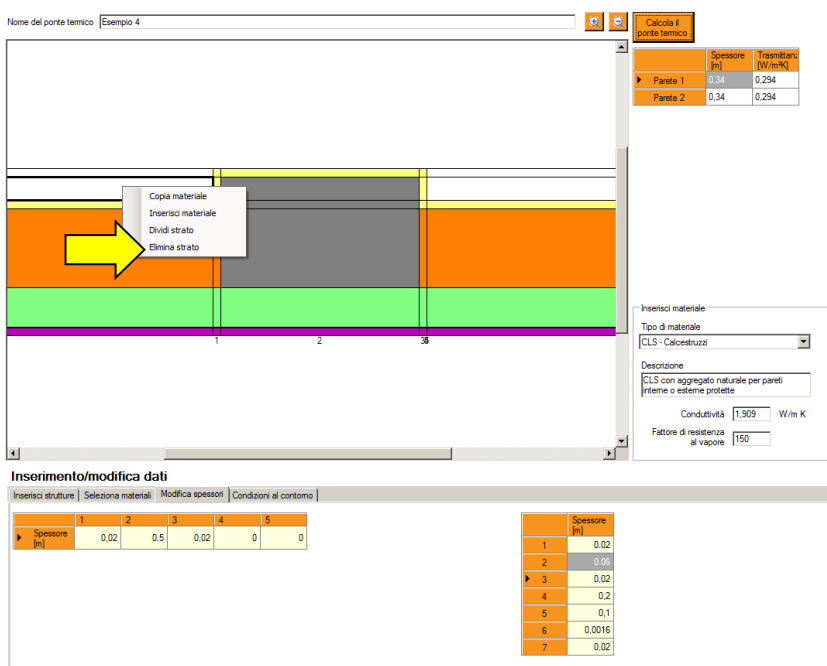 Nome del ponte termico Esempio 4
Calcola il
ponte termico
Spessore
[m]
Trasmittanz
[W/m²K]
Parete 1 0,34 0,294
Parete 2 0,34 0,294
Copia materiale
Inserisci materiale
Dividi strato
Elimina strato
1 2
Inserisci materiale
Tipo di materiale
CLS - Calcestruzzi
Descrizione
CLS con aggregato naturale per pareti
interne o esterne protette
Conduttività 1,909 W/m K
Fattore di resistenza
al vapore 150
Inserimento/modifica dati
Inserisci strutture Seleziona materiali Modifica spessori Condizioni al contorno
1 2 3 4 5
Spessore
[m] 0,02 0,5 0,02 0 0
Spessore
[m]
1 0.02
2 0.06
3 0,02
4 0,2
5 0,1
6 0,0016
7 0,02